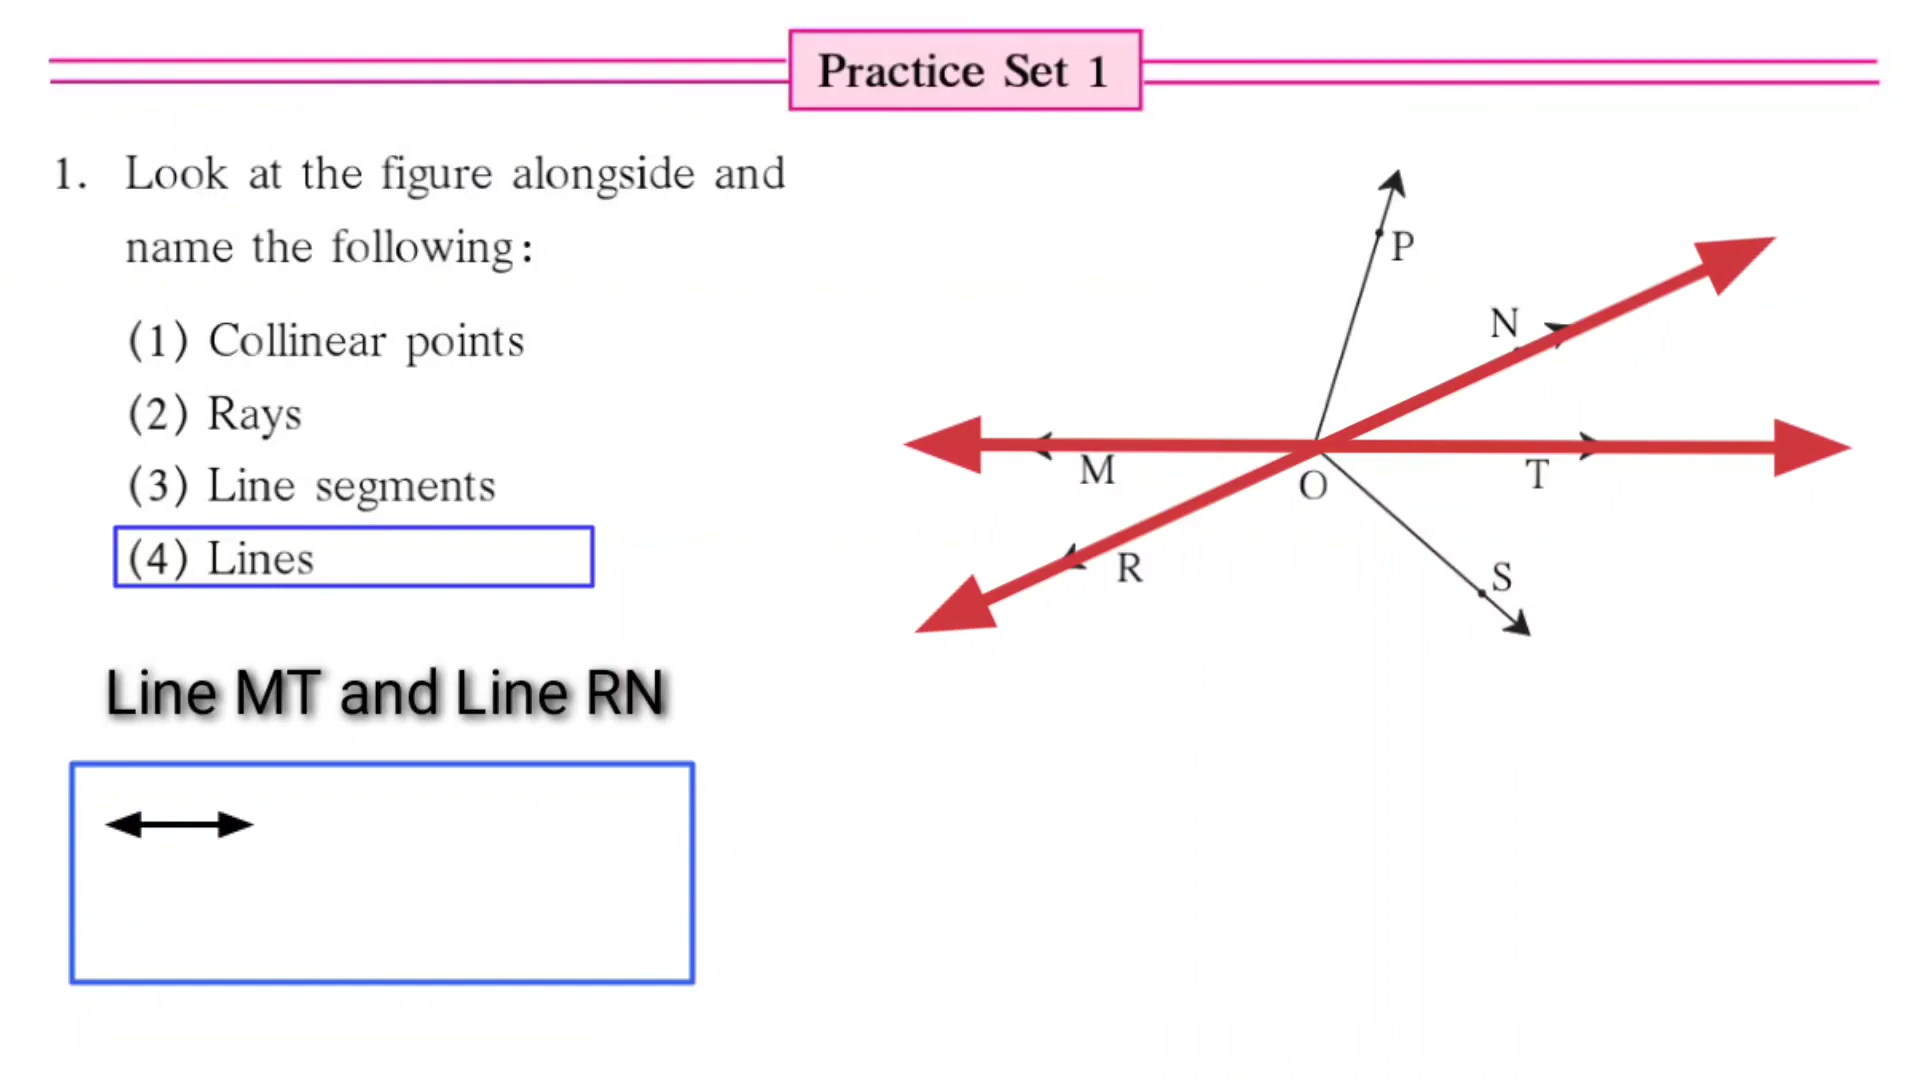 Practice Set 1
1. Look at the figure alongside and
name the following:
(1) Collinear points
(2) Rays
(3) Line segments
(4) Lines
Line MT and Line RN
P
N
M
T
O
R
S